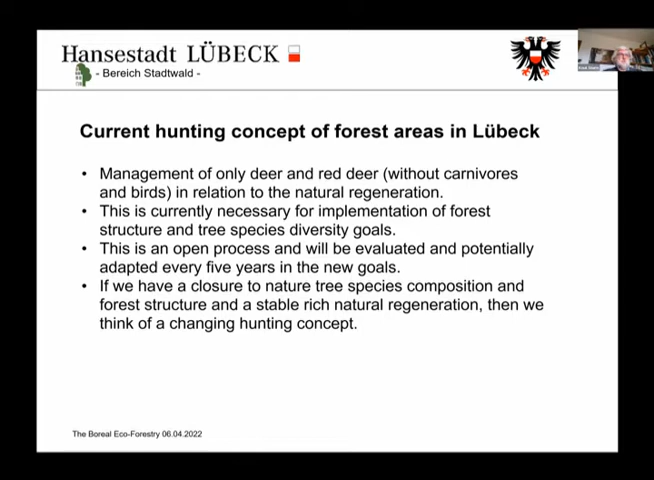 Hansestadt LÜBECK
- Bereich Stadtwald -
Current hunting concept of forest areas in Lübeck
• Management of only deer and red deer (without carnivores
and birds) in relation to the natural regeneration.
• This is currently necessary for implementation of forest
structure and tree species diversity goals.
• This is an open process and will be evaluated and potentially
adapted every five years in the new goals.
• If we have a closure to nature tree species composition and
forest structure and a stable rich natural regeneration, then we
think of a changing hunting concept.
The Boreal Eco-Forestry 06.04.2022